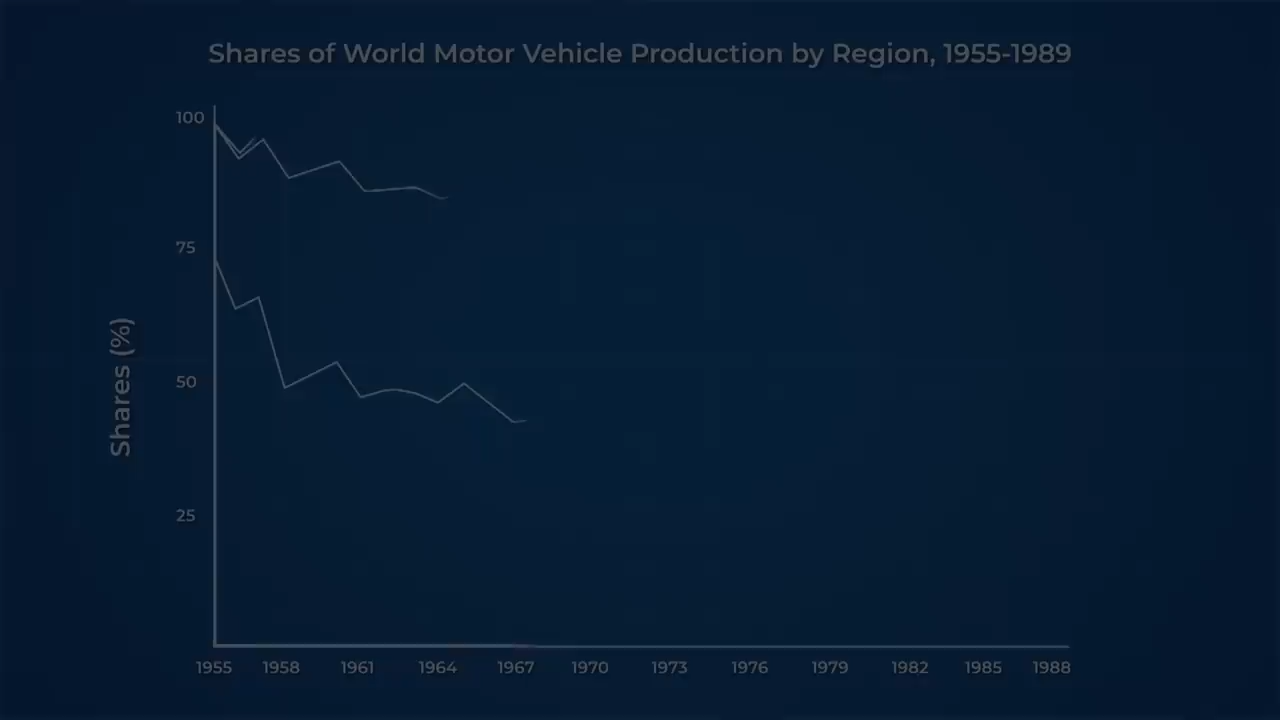 Shares of World Motor Vehicle Production by Region, 1955-1989
100
75
50
25
Shares (%)
1955 1958 1961 1964 1967 1970 1973 1976 1979 1982 1985 1988